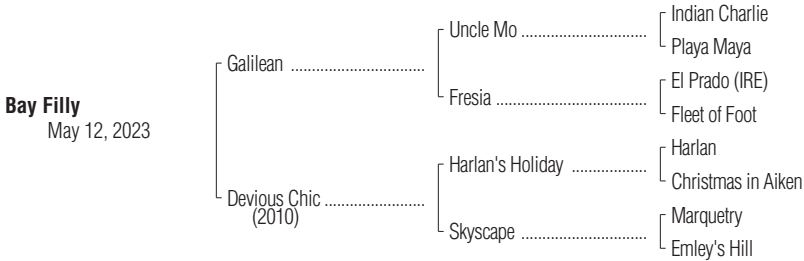 Indian Charlie
Uncle Mo ..............................
Playa Maya
Galilean ................................
El Prado (IRE)
Fresia ....................................
Fleet of Foot
Bay Filly
May 12, 2023
Harlan
Harlan's Holiday ..................
Christmas in Aiken
Devious Chic ........................
(2010)
Marquetry
Skyscape ..............................
Emley's Hill